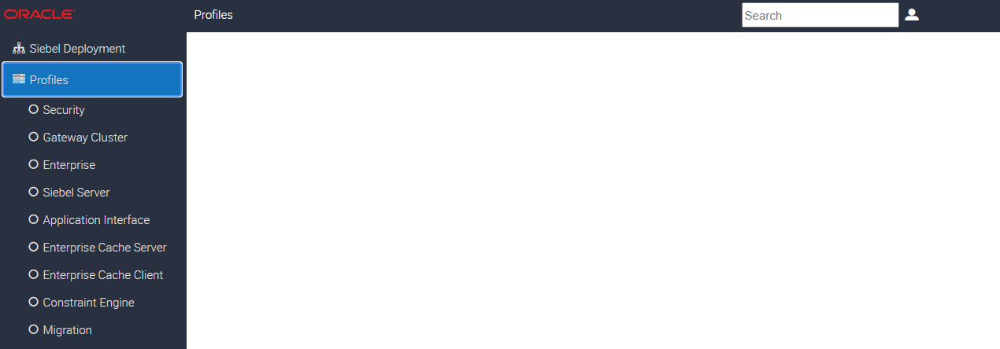 ORACLE
Profiles
Search
Siebel Deployment
Profiles
Security
Gateway Cluster
Enterprise
Siebel Server
Application Interface
Enterprise Cache Server
Enterprise Cache Client
Constraint Engine
Migration